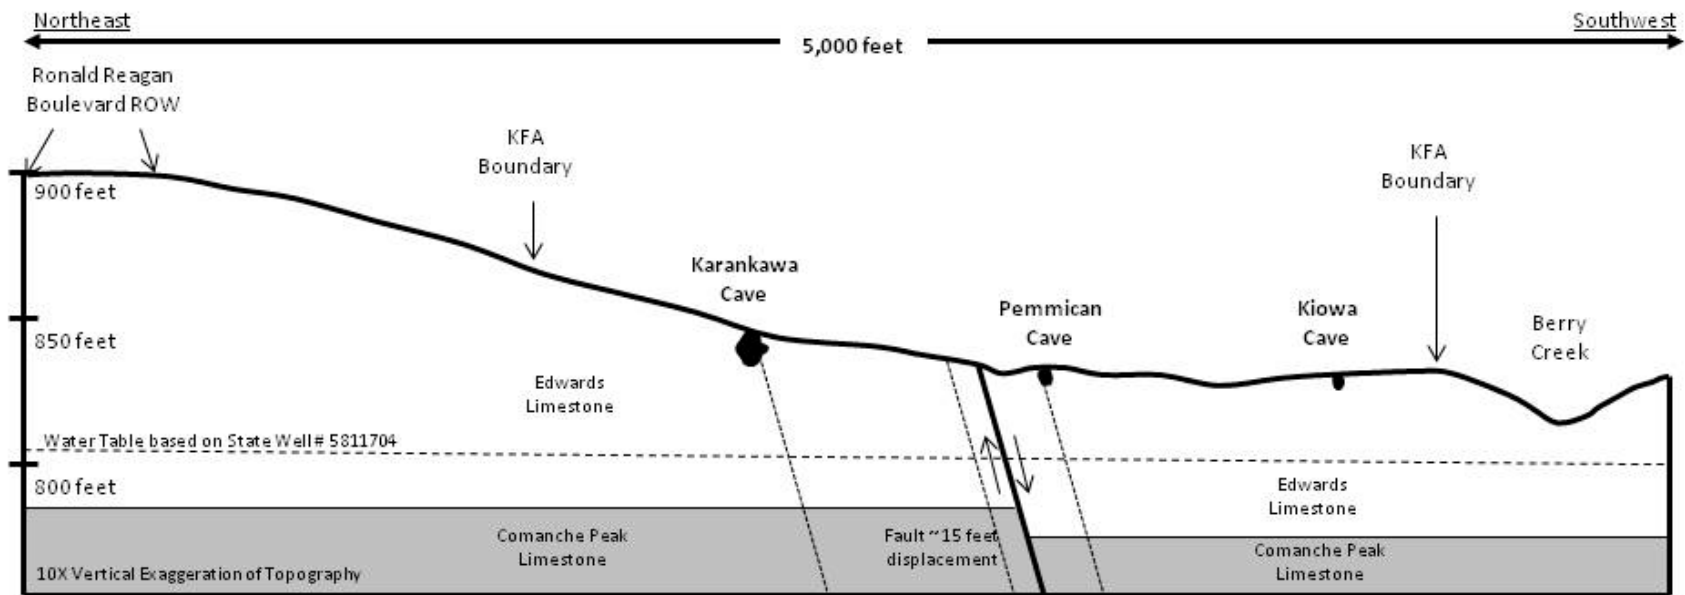 Northeast
Southwest
5,000 feet
Ronald Reagan
Boulevard ROW
KFA
Boundary
KFA
Boundary
900 feet
Karankawa
Cave
Pemmican
Cave
Kiowa
Cave
Berry
Creek
850 feet
Edwards
Limestone
Water Table based on State Well # 5811704
800 feet
Edwards
Limestone
Comanche Peak
Limestone
Fault ~15 feet
displacement
Comanche Peak
Limestone
10X Vertical Exaggeration of Topography